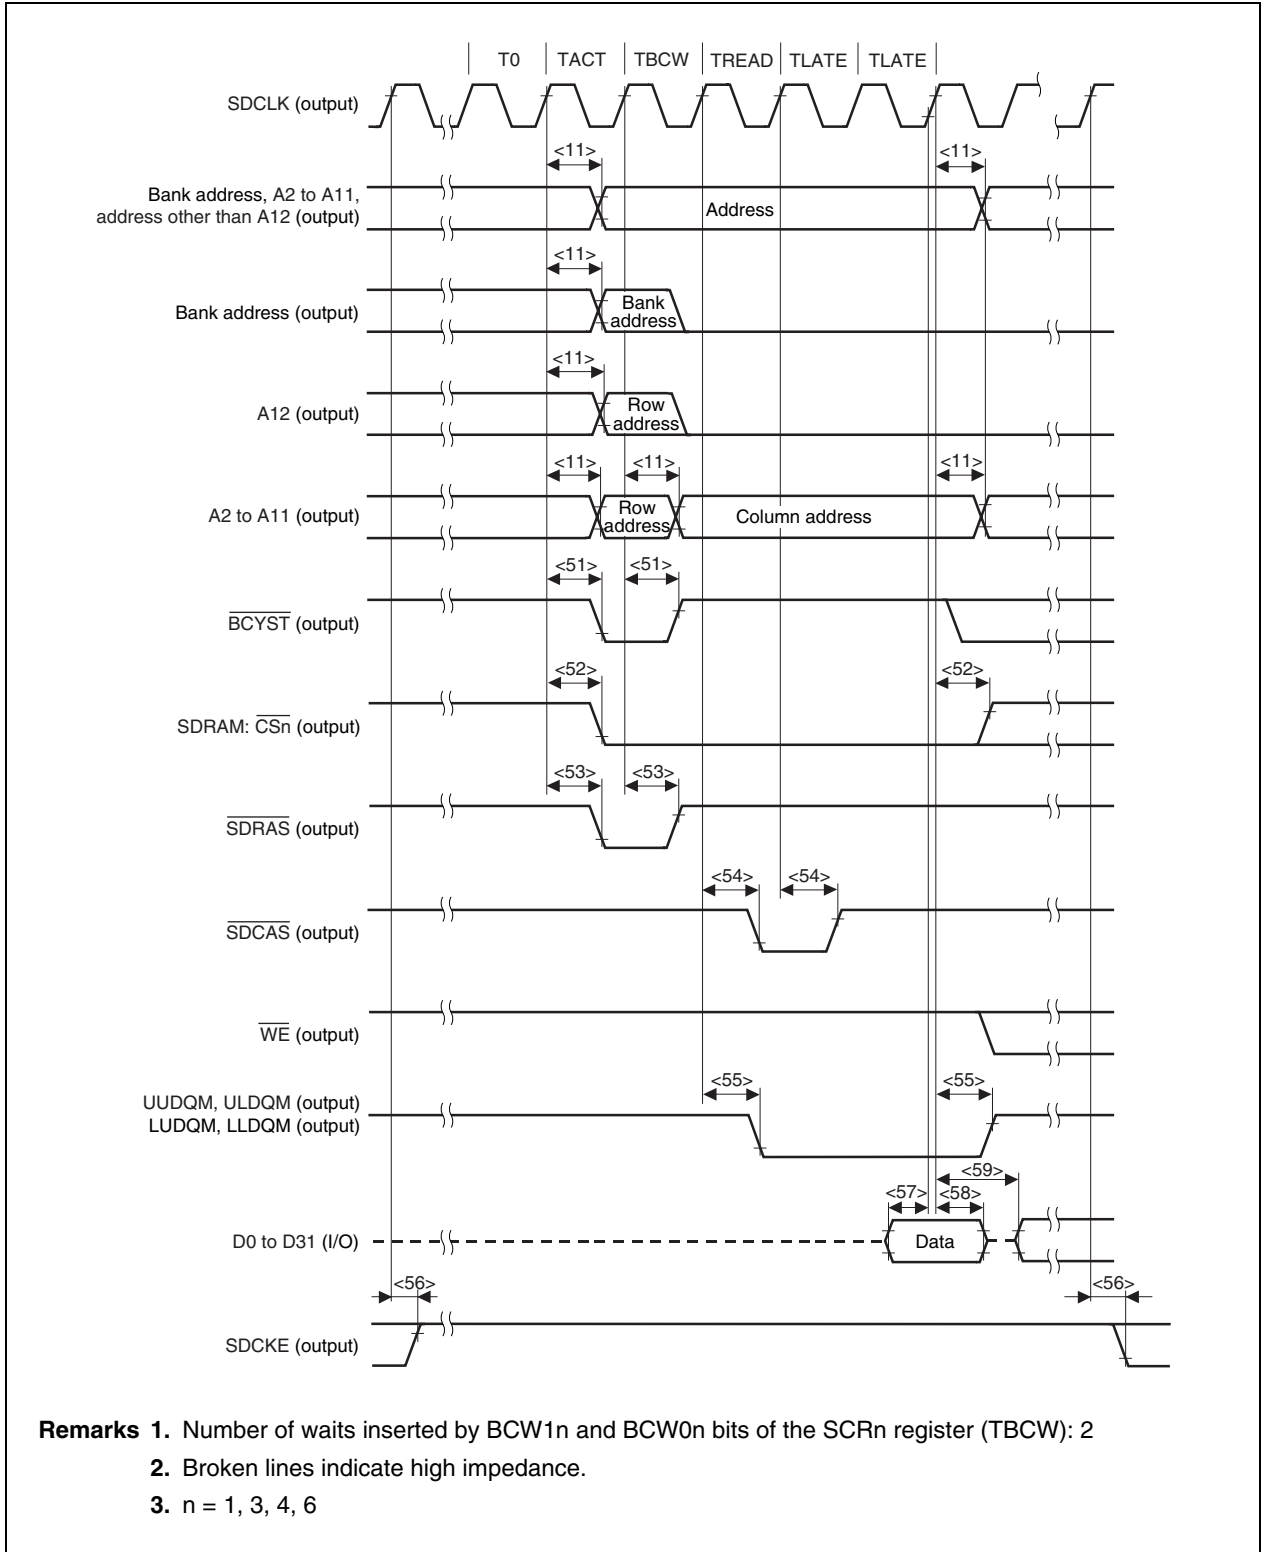 T0 TACT TBCW TREAD TLATE TLATE
SDCLK (output)
<11> <11>
Bank address, A2 to A11,
address other than A12 (output)
Address
<11>
Bank address (output)
Bank
address
<11>
A12 (output)
Row
address
<11> <11> <11>
A2 to A11 (output)
Row
address
Column address
<51> <51>
BCYST (output)
<52> <52>
SDRAM: CSn (output)
<53> <53>
SDRAS (output)
<54> <54>
SDCAS (output)
WE (output)
<55> <55>
UUDQM, ULDQM (output)
LUDQM, LLDQM (output)
<59>
<57> <58>
D0 to D31 (I/O)
Data
<56> <56>
SDCKE (output)
Remarks 1. Number of waits inserted by BCW1n and BCW0n bits of the SCRn register (TBCW): 2
2. Broken lines indicate high impedance.
3. n = 1, 3, 4, 6